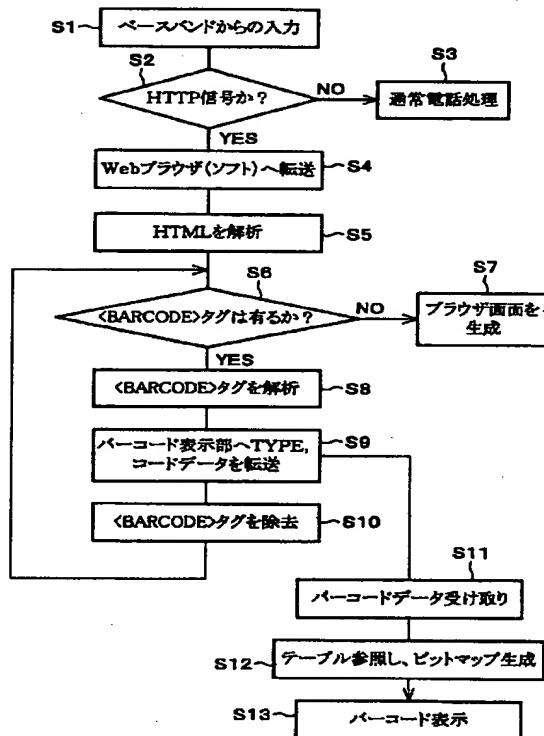 S1
ベースバンドからの入力
S2
HTTP信号か?
NO
S3
通常電話処理
YES
Webブラウザ(ソフト)へ転送
S4
HTMLを解析
S5
S6
<BARCODE>タグは有るか?
NO
S7
ブラウザ画面を
生成
YES
<BARCODE>タグを解析
S8
バーコード表示部へTYPE,
コードデータを転送
S9
<BARCODE>タグを除去
S10
S11
バーコードデータ受け取り
S12
テーブル参照し、ビットマップ生成
S13
バーコード表示